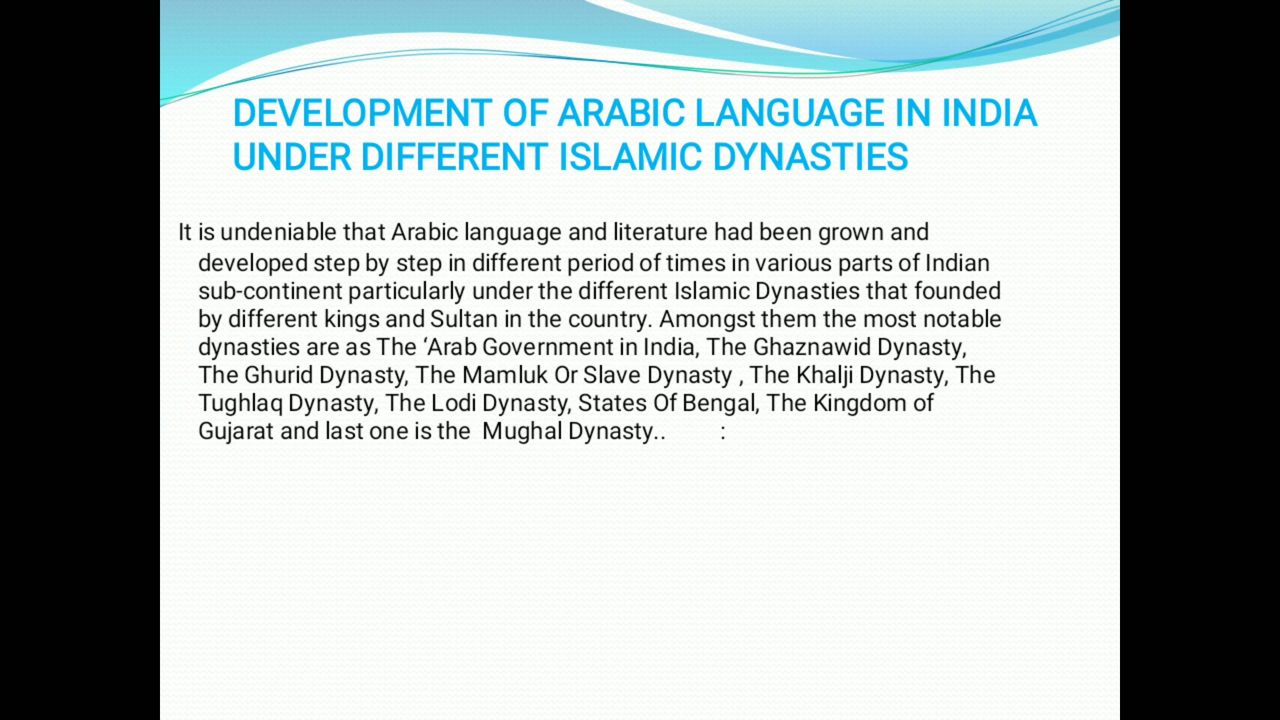 DEVELOPMENT OF ARABIC LANGUAGE IN INDIA
UNDER DIFFERENT ISLAMIC DYNASTIES
It is undeniable that Arabic language and literature had been grown and
developed step by step in different period of times in various parts of Indian
sub-continent particularly under the different Islamic Dynasties that founded
by different kings and Sultan in the country. Amongst them the most notable
dynasties are as The ‘Arab Government in India, The Ghaznawid Dynasty,
The Ghurid Dynasty, The Mamluk Or Slave Dynasty , The Khalji Dynasty, The
Tughlaq Dynasty, The Lodi Dynasty, States Of Bengal, The Kingdom of
Gujarat and last one is the  Mughal Dynasty..        :